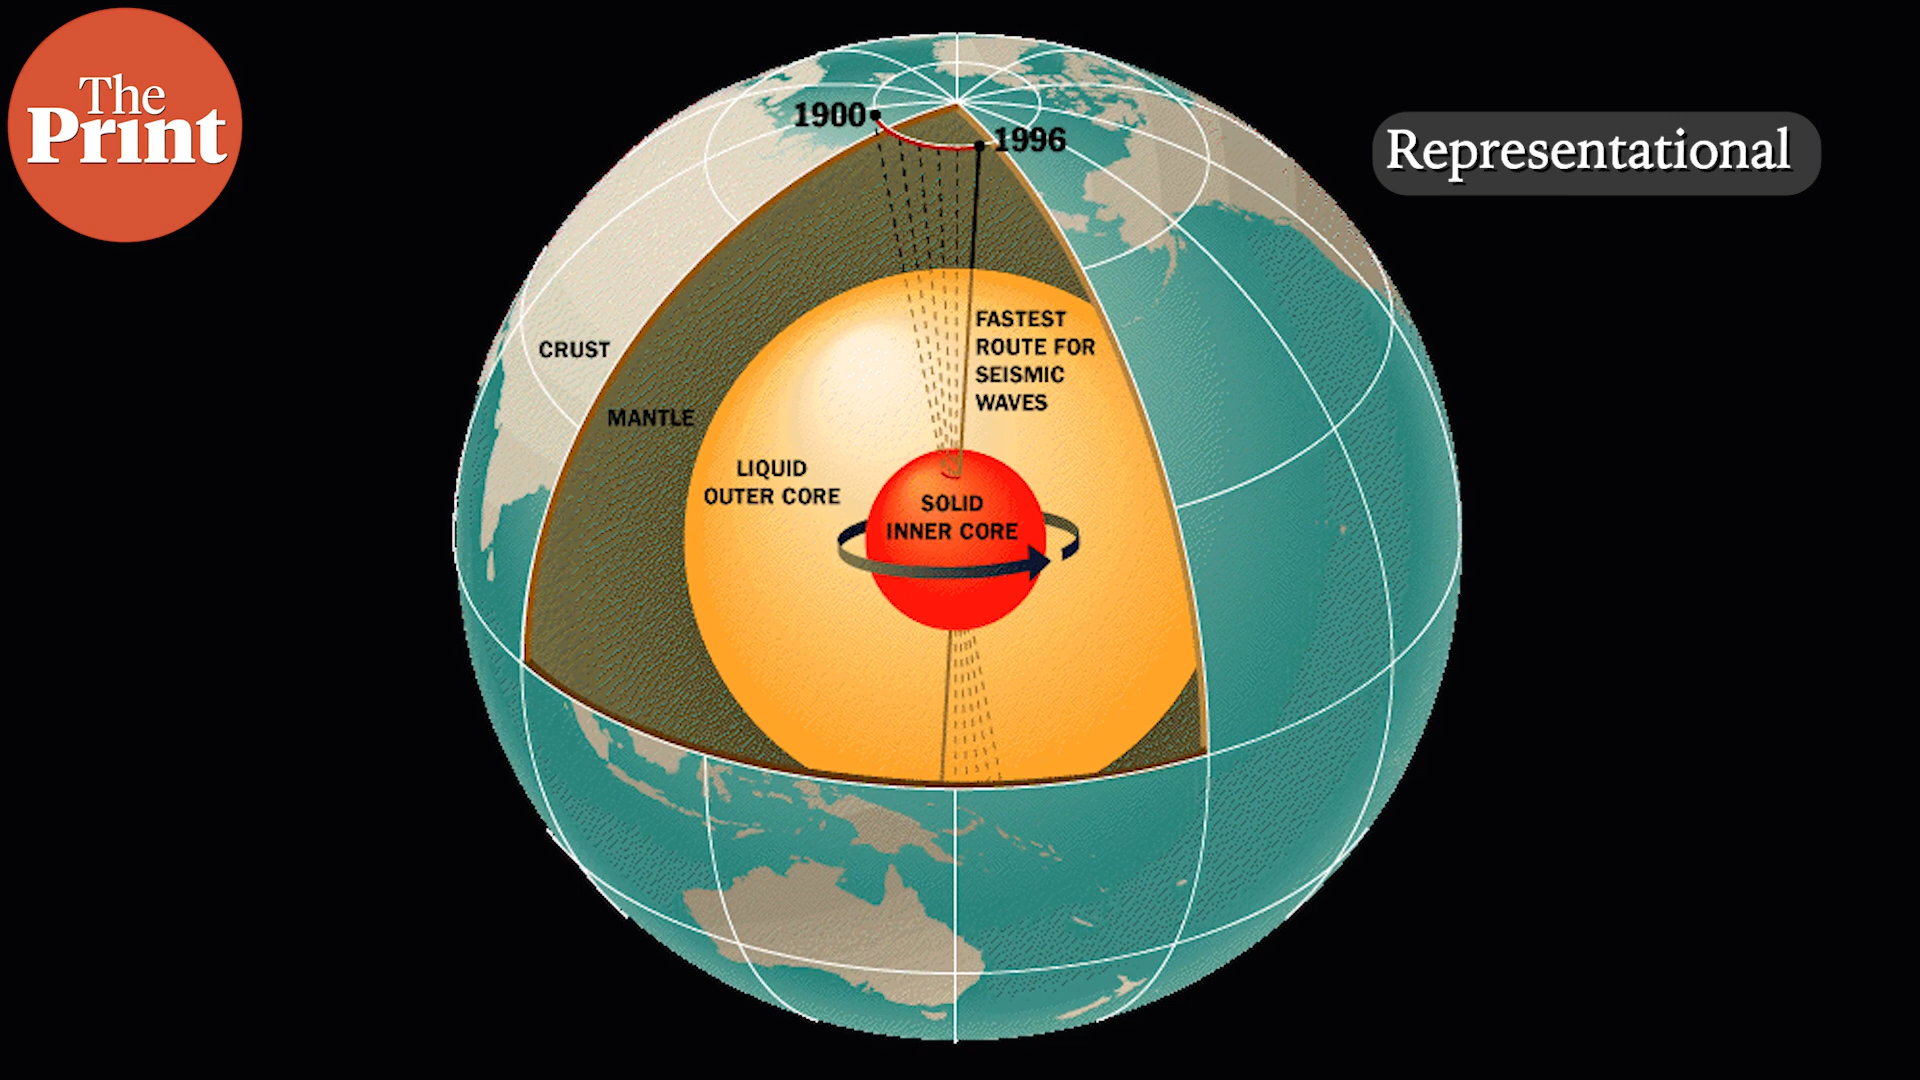 The
Print
Representational
1900
1996
FASTEST
ROUTE FOR
SEISMIC
WAVES
CRUST
MANTLE
LIQUID
OUTER CORE
SOLID
INNER CORE